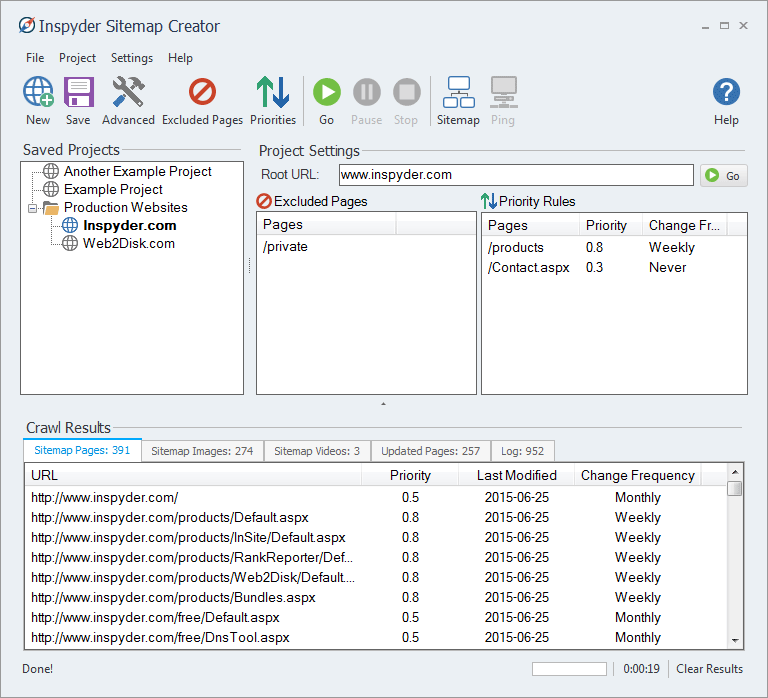 Inspyder Sitemap Creator
File Project Settings Help
New Save Advanced Excluded Pages Priorities Go Pause Stop Sitemap Ping Help
Saved Projects
Another Example Project
Example Project
Production Websites
Inspyder.com
Web2Disk.com
Project Settings
Root URL: www.inspyder.com Go
Excluded Pages
Pages
/private
Priority Rules
Pages Priority Change Fr...
/products 0.8 Weekly
/Contact.aspx 0.3 Never
Crawl Results
Sitemap Pages: 391 Sitemap Images: 274 Sitemap Videos: 3 Updated Pages: 257 Log: 952
URL Priority Last Modified Change Frequency
http://www.inspyder.com/ 0.5 2015-06-25 Monthly
http://www.inspyder.com/products/Default.aspx 0.8 2015-06-25 Weekly
http://www.inspyder.com/products/InSite/Default.aspx 0.8 2015-06-25 Weekly
http://www.inspyder.com/products/RankReporter/Def... 0.8 2015-06-25 Weekly
http://www.inspyder.com/products/Web2Disk/Default.... 0.8 2015-06-25 Weekly
http://www.inspyder.com/products/Bundles.aspx 0.8 2015-06-25 Weekly
http://www.inspyder.com/free/Default.aspx 0.5 2015-06-25 Monthly
http://www.inspyder.com/free/DnsTool.aspx 0.5 2015-06-25 Monthly
Done! 0:00:19 Clear Results